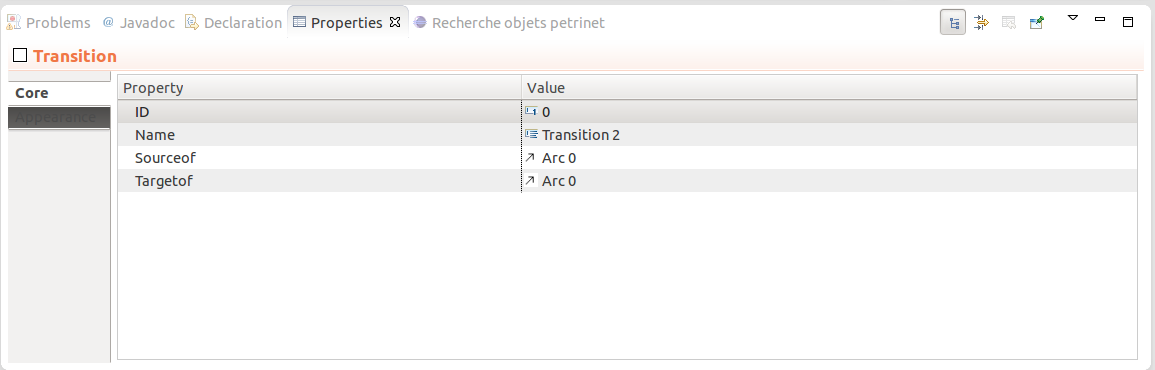 Problems @ Javadoc Declaration Properties Recherche objets petrinet
Transition
Core
Appearance
Property Value
ID 0
Name Transition 2
Sourceof Arc 0
Targetof Arc 0